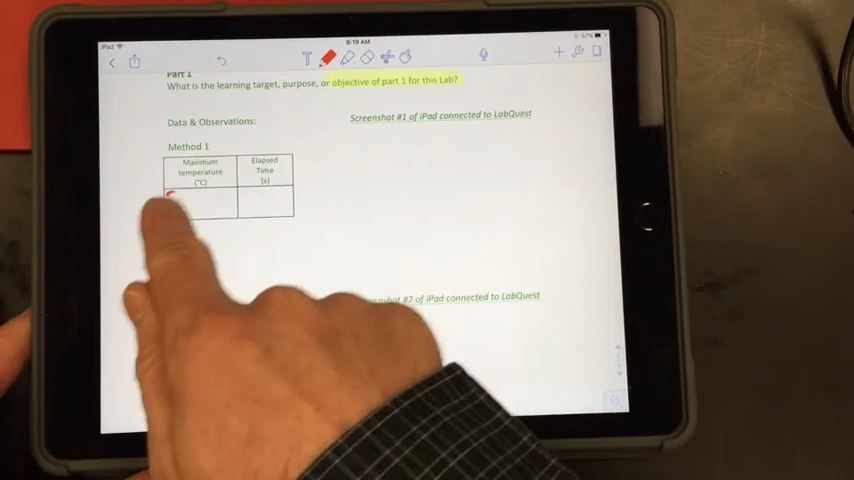 iPad
8:19 AM
57%
T
Part 1
What is the learning target, purpose, or objective of part 1 for this Lab?
Data & Observations:
Screenshot #1 of iPad connected to LabQuest
Method 1
Maximum temperature (°C)
Elapsed Time (s)
#2 of iPad connected to LabQuest